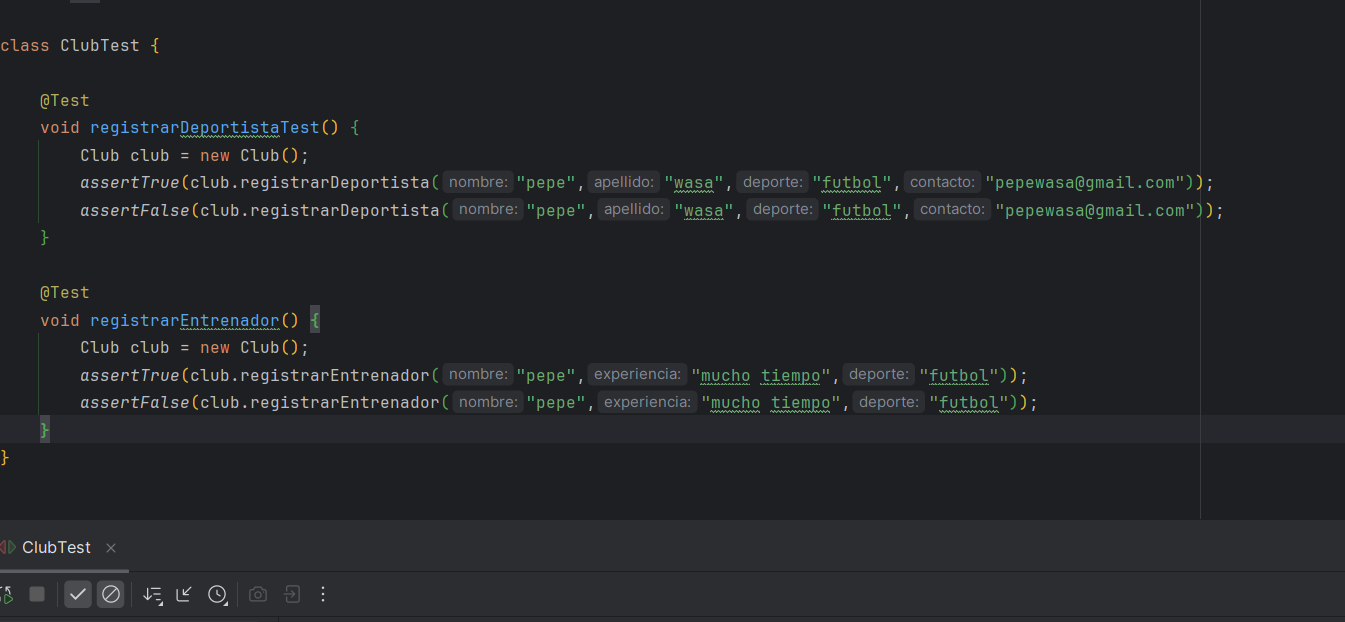 class ClubTest {
@Test
void registrarDeportistaTest() {
Club club = new Club();
assertTrue(club.registrarDeportista( nombre: "pepe", apellido: "wasa", deporte: "futbol", contacto: "pepewasa@gmail.com"));
assertFalse(club.registrarDeportista( nombre: "pepe", apellido: "wasa", deporte: "futbol", contacto: "pepewasa@gmail.com"));
}
@Test
void registrarEntrenador() {
Club club = new Club();
assertTrue(club.registrarEntrenador( nombre: "pepe", experiencia: "mucho tiempo", deporte: "futbol"));
assertFalse(club.registrarEntrenador( nombre: "pepe", experiencia: "mucho tiempo", deporte: "futbol"));
}
}
ClubTest